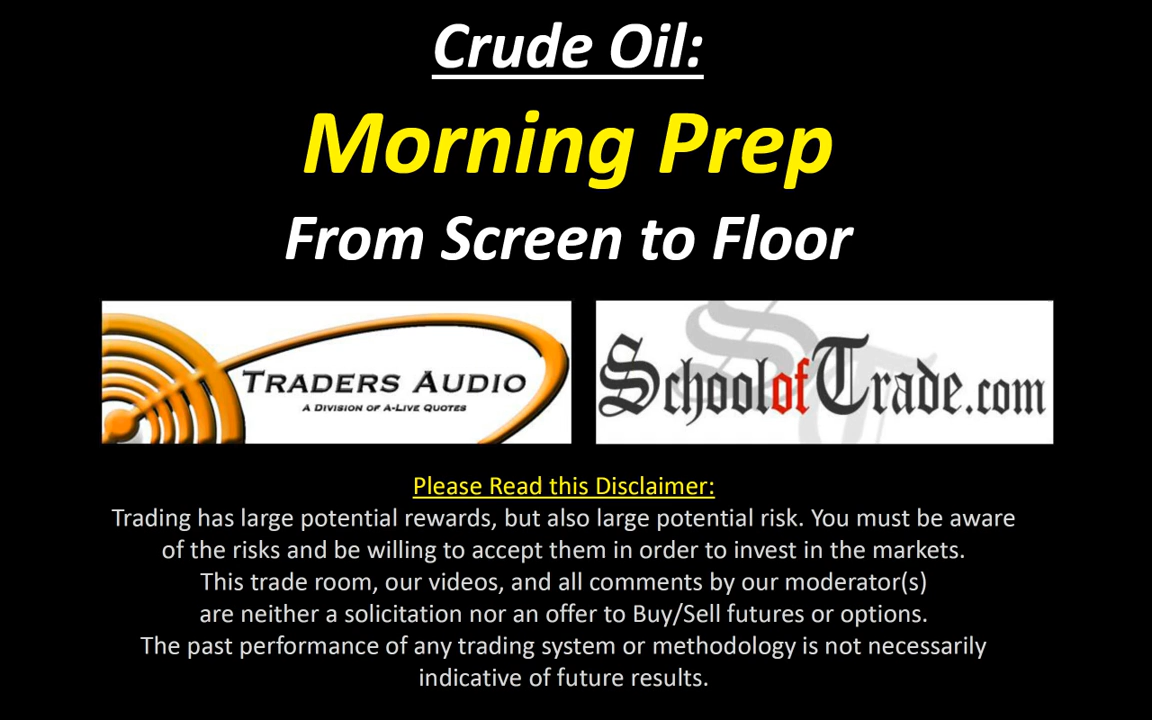 Crude Oil:
Morning Prep
From Screen to Floor
TRADERS AUDIO
A DIVISION OF A-LIVE QUOTES
ST
SchoolofTrade.com
Please Read this Disclaimer:
Trading has large potential rewards, but also large potential risk. You must be aware
of the risks and be willing to accept them in order to invest in the markets.
This trade room, our videos, and all comments by our moderator(s)
are neither a solicitation nor an offer to Buy/Sell futures or options.
The past performance of any trading system or methodology is not necessarily
indicative of future results.